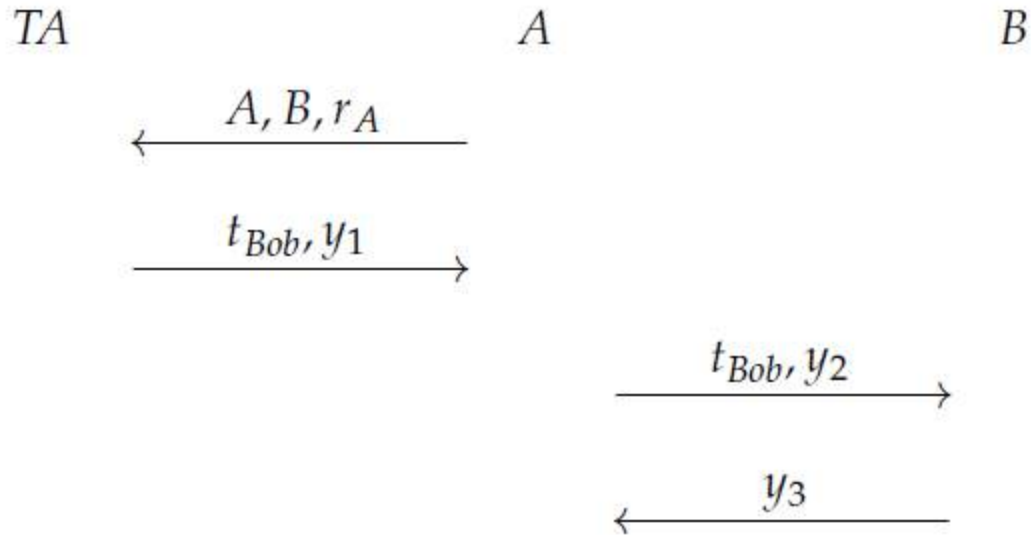 TA A B
A, B, r_A
t_Bob, y_1
t_Bob, y_2
y_3